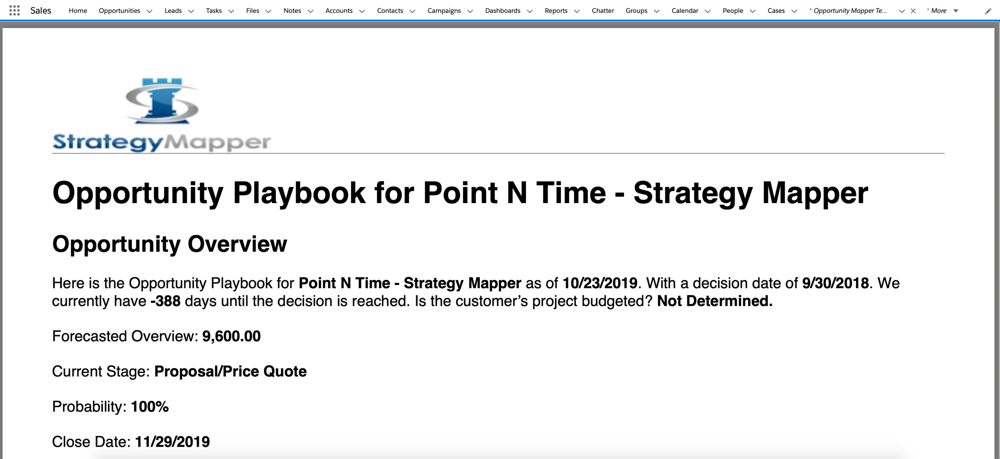 Sales Home Opportunities Leads Tasks Files Notes Accounts Contacts Campaigns Dashboards Reports Chatter Groups Calendar People Cases * Opportunity Mapper Te... * More
StrategyMapper
Opportunity Playbook for Point N Time - Strategy Mapper
Opportunity Overview
Here is the Opportunity Playbook for Point N Time - Strategy Mapper as of 10/23/2019. With a decision date of 9/30/2018. We
currently have -388 days until the decision is reached. Is the customer’s project budgeted? Not Determined.
Forecasted Overview: 9,600.00
Current Stage: Proposal/Price Quote
Probability: 100%
Close Date: 11/29/2019